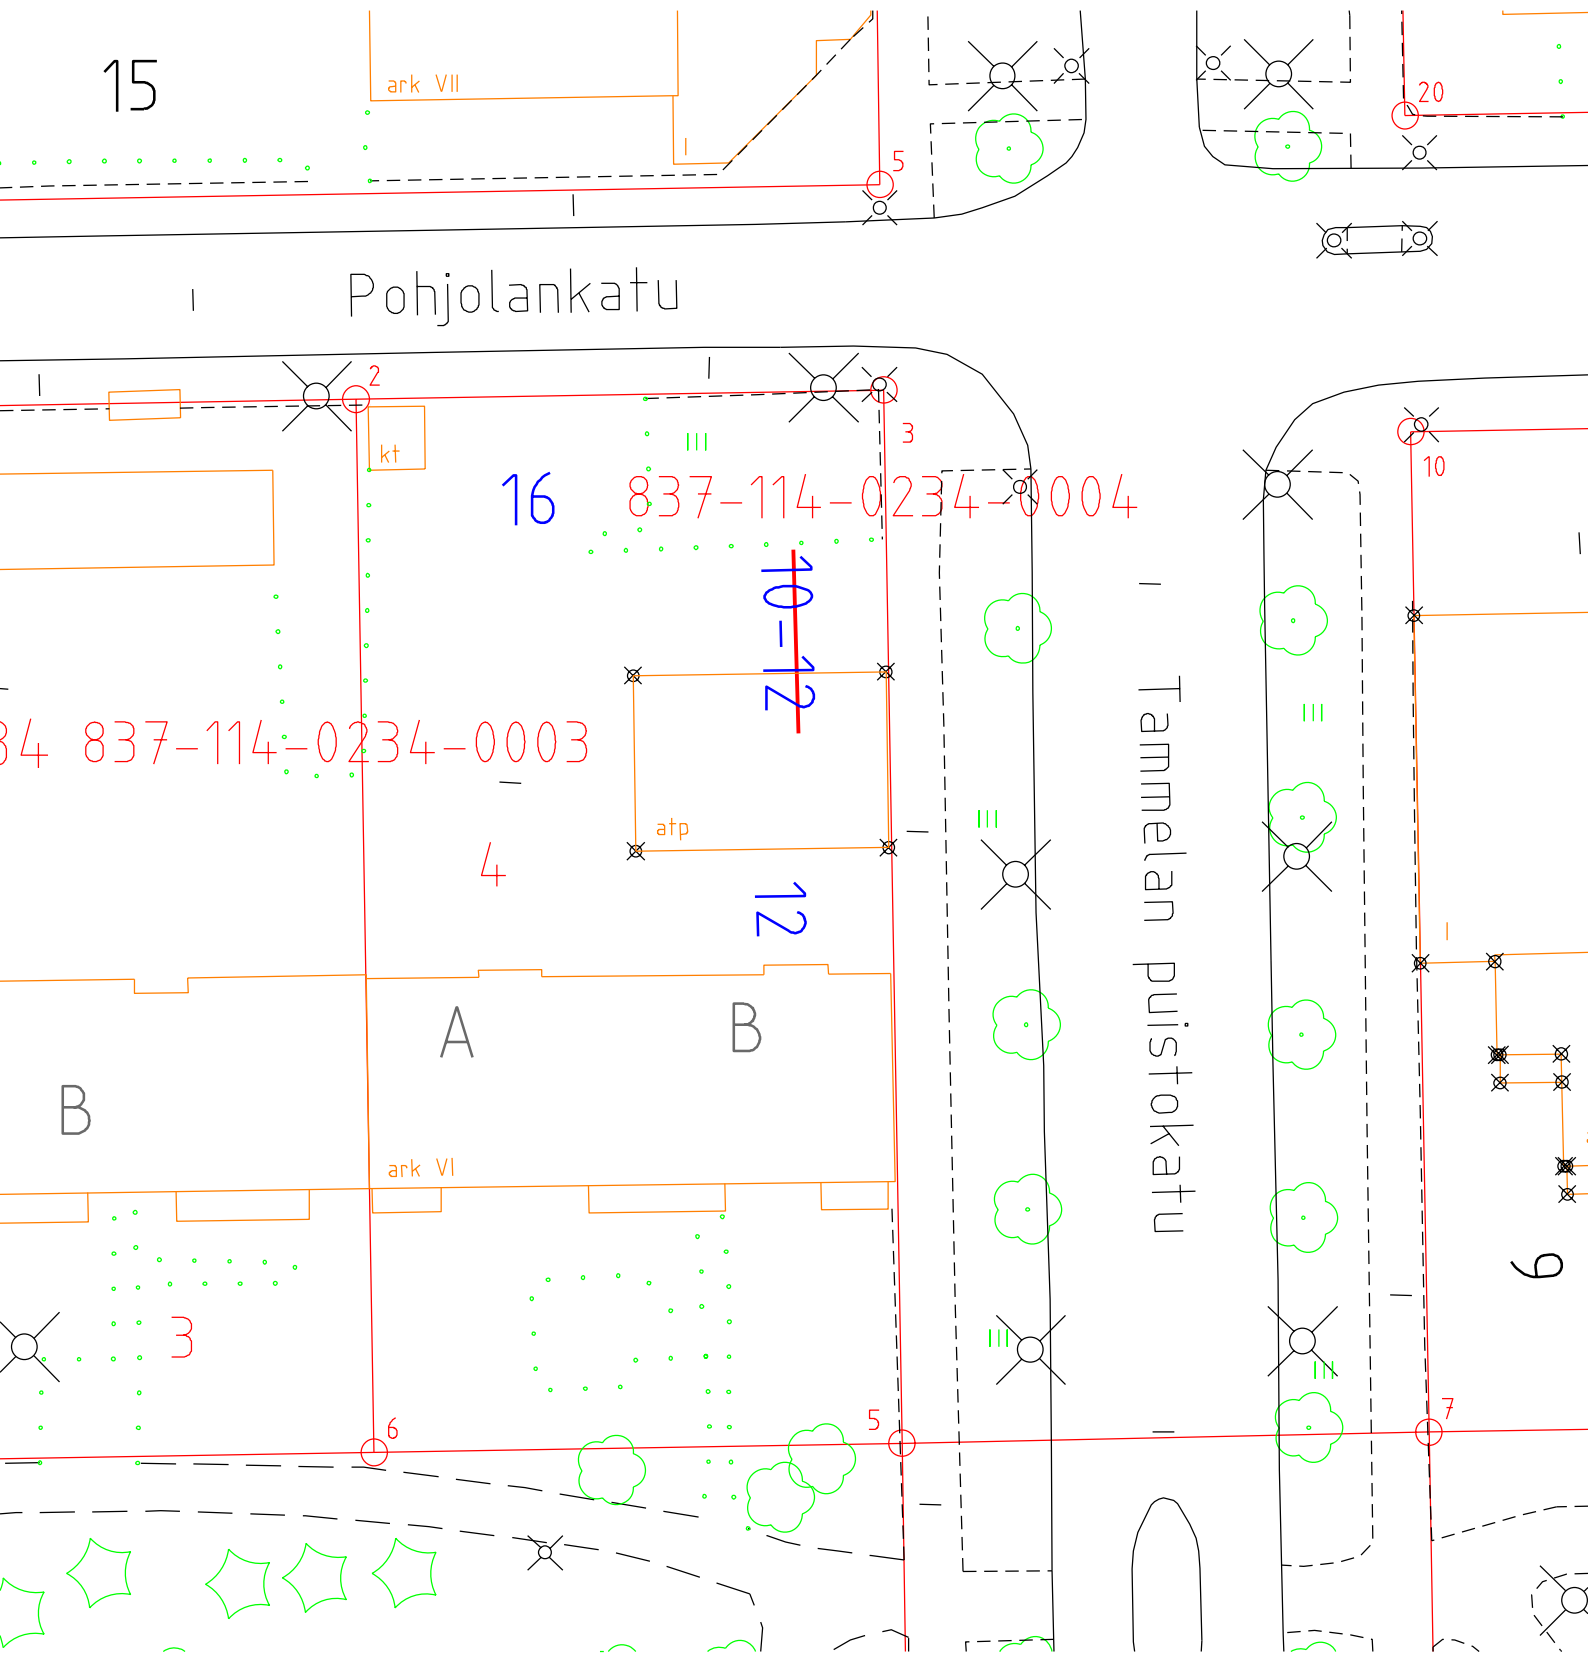 15
ark VII
I
5
20
Pohjolankatu
2
3
kt
III
10
16
837-114-0234-0004
10-12
III
34
837-114-0234-0003
Tammelan puistokatu
atp
III
4
12
I
A
B
B
ark VI
9
3
III
III
5
6
7